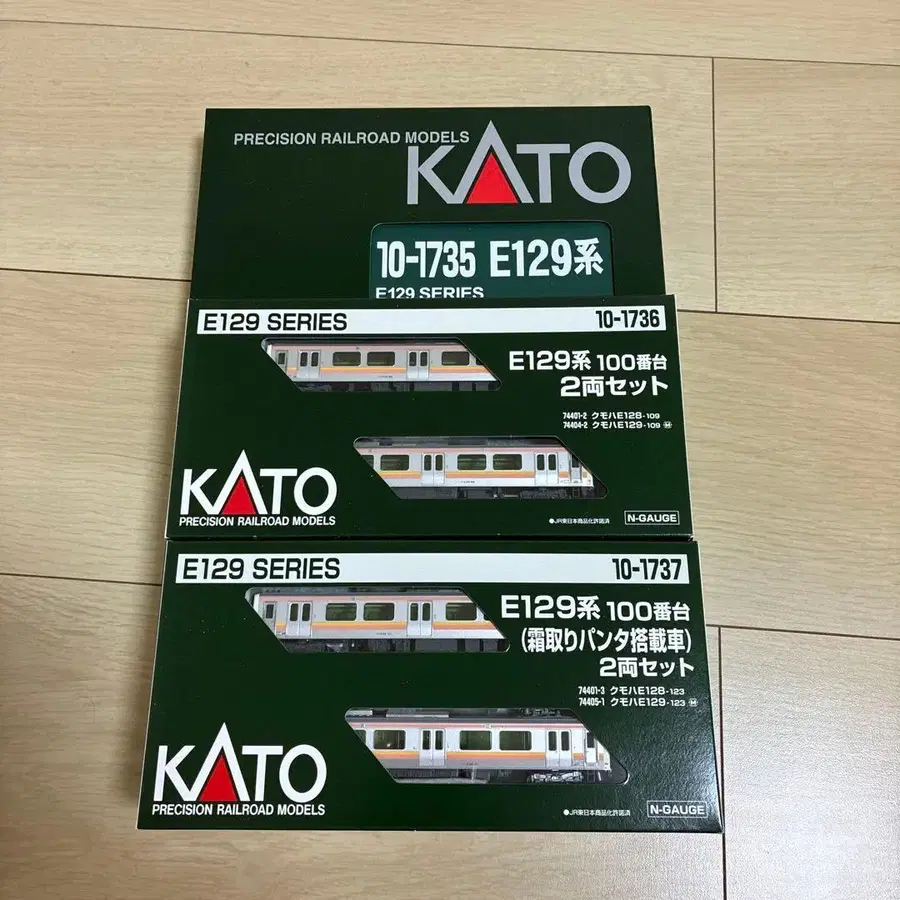 PRECISION RAILROAD MODELS
KATO
10-1735 E129系
E129 SERIES
E129 SERIES 10-1736
E129系 100番台
2両セット
74401-2 クモハE128-109
74404-2 クモハE129-109 M
KATO
PRECISION RAILROAD MODELS
●JR東日本商品化許諾済
N-GAUGE
E129 SERIES 10-1737
E129系 100番台
(霜取りパンタ搭載車)
2両セット
74401-3 クモハE128-123
74405-1 クモハE129-123 M
KATO
PRECISION RAILROAD MODELS
●JR東日本商品化許諾済
N-GAUGE